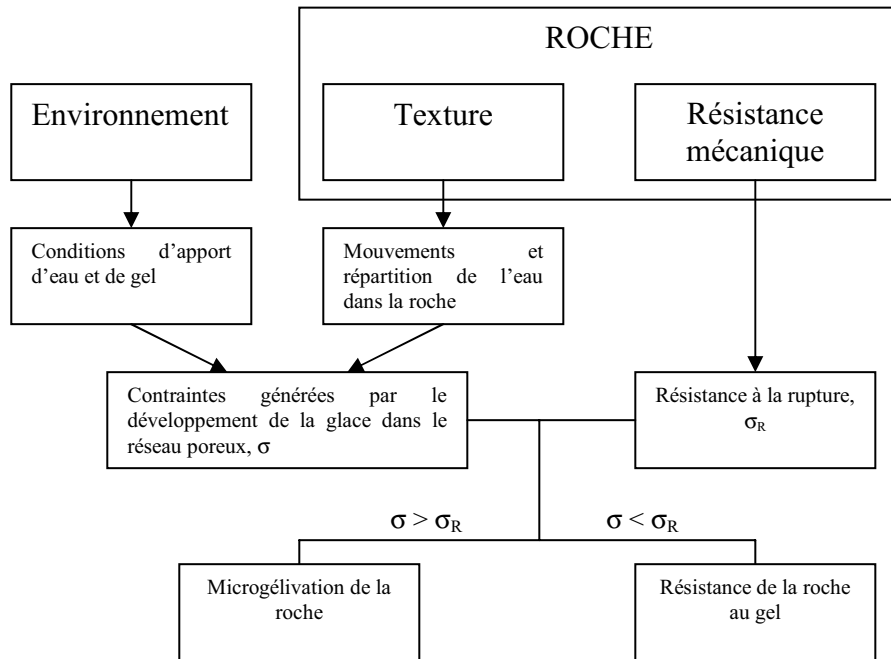 ROCHE
Environnement
Texture
Résistance
mécanique
Conditions d’apport
d’eau et de gel
Mouvements et
répartition de l’eau
dans la roche
Contraintes générées par le
développement de la glace dans le
réseau poreux, σ
Résistance à la rupture,
σR
σ > σR
σ < σR
Microgélivation de la
roche
Résistance de la roche
au gel